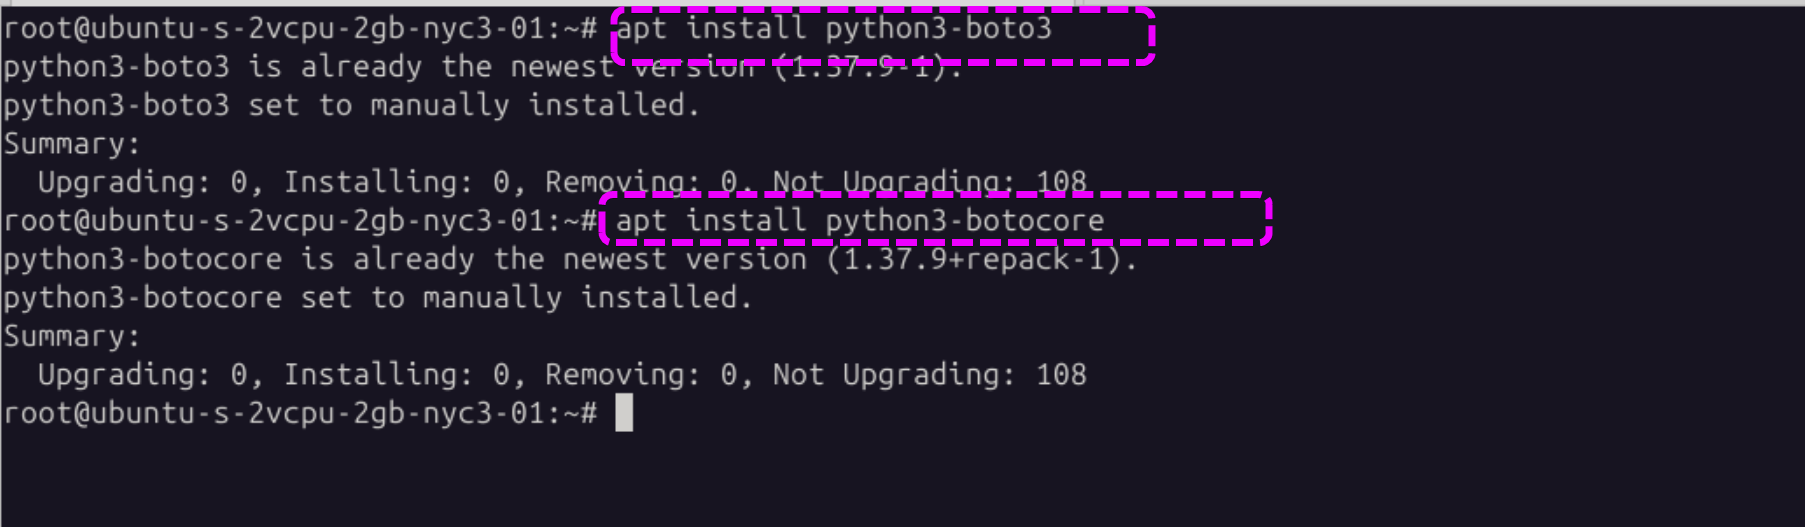 root@ubuntu-s-2vcpu-2gb-nyc3-01:~# apt install python3-boto3
python3-boto3 is already the newest version (1.37.9-1).
python3-boto3 set to manually installed.
Summary:
  Upgrading: 0, Installing: 0, Removing: 0, Not Upgrading: 108
root@ubuntu-s-2vcpu-2gb-nyc3-01:~# apt install python3-botocore
python3-botocore is already the newest version (1.37.9+repack-1).
python3-botocore set to manually installed.
Summary:
  Upgrading: 0, Installing: 0, Removing: 0, Not Upgrading: 108
root@ubuntu-s-2vcpu-2gb-nyc3-01:~#